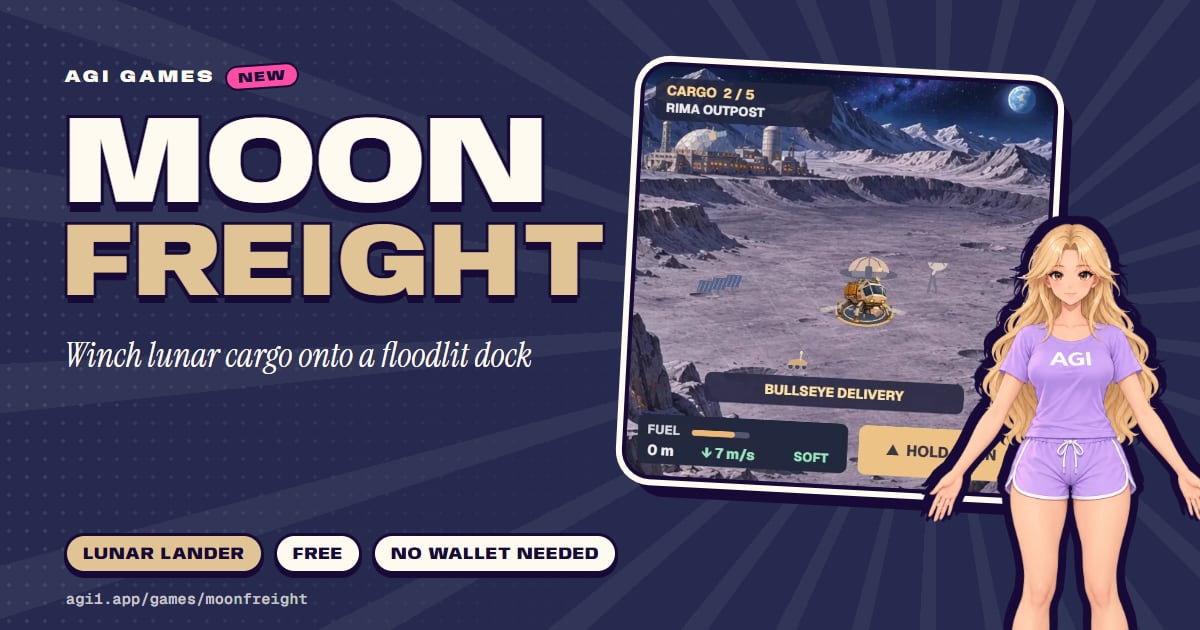 AGI GAMES NEW
MOON
FREIGHT
Winch lunar cargo onto a floodlit dock
LUNAR LANDER FREE NO WALLET NEEDED
agi1.app/games/moonfreight
CARGO 2 / 5
RIMA OUTPOST
BULLSEYE DELIVERY
FUEL
0 m ↓ 7 m/s SOFT
▲ HOLD
AGI